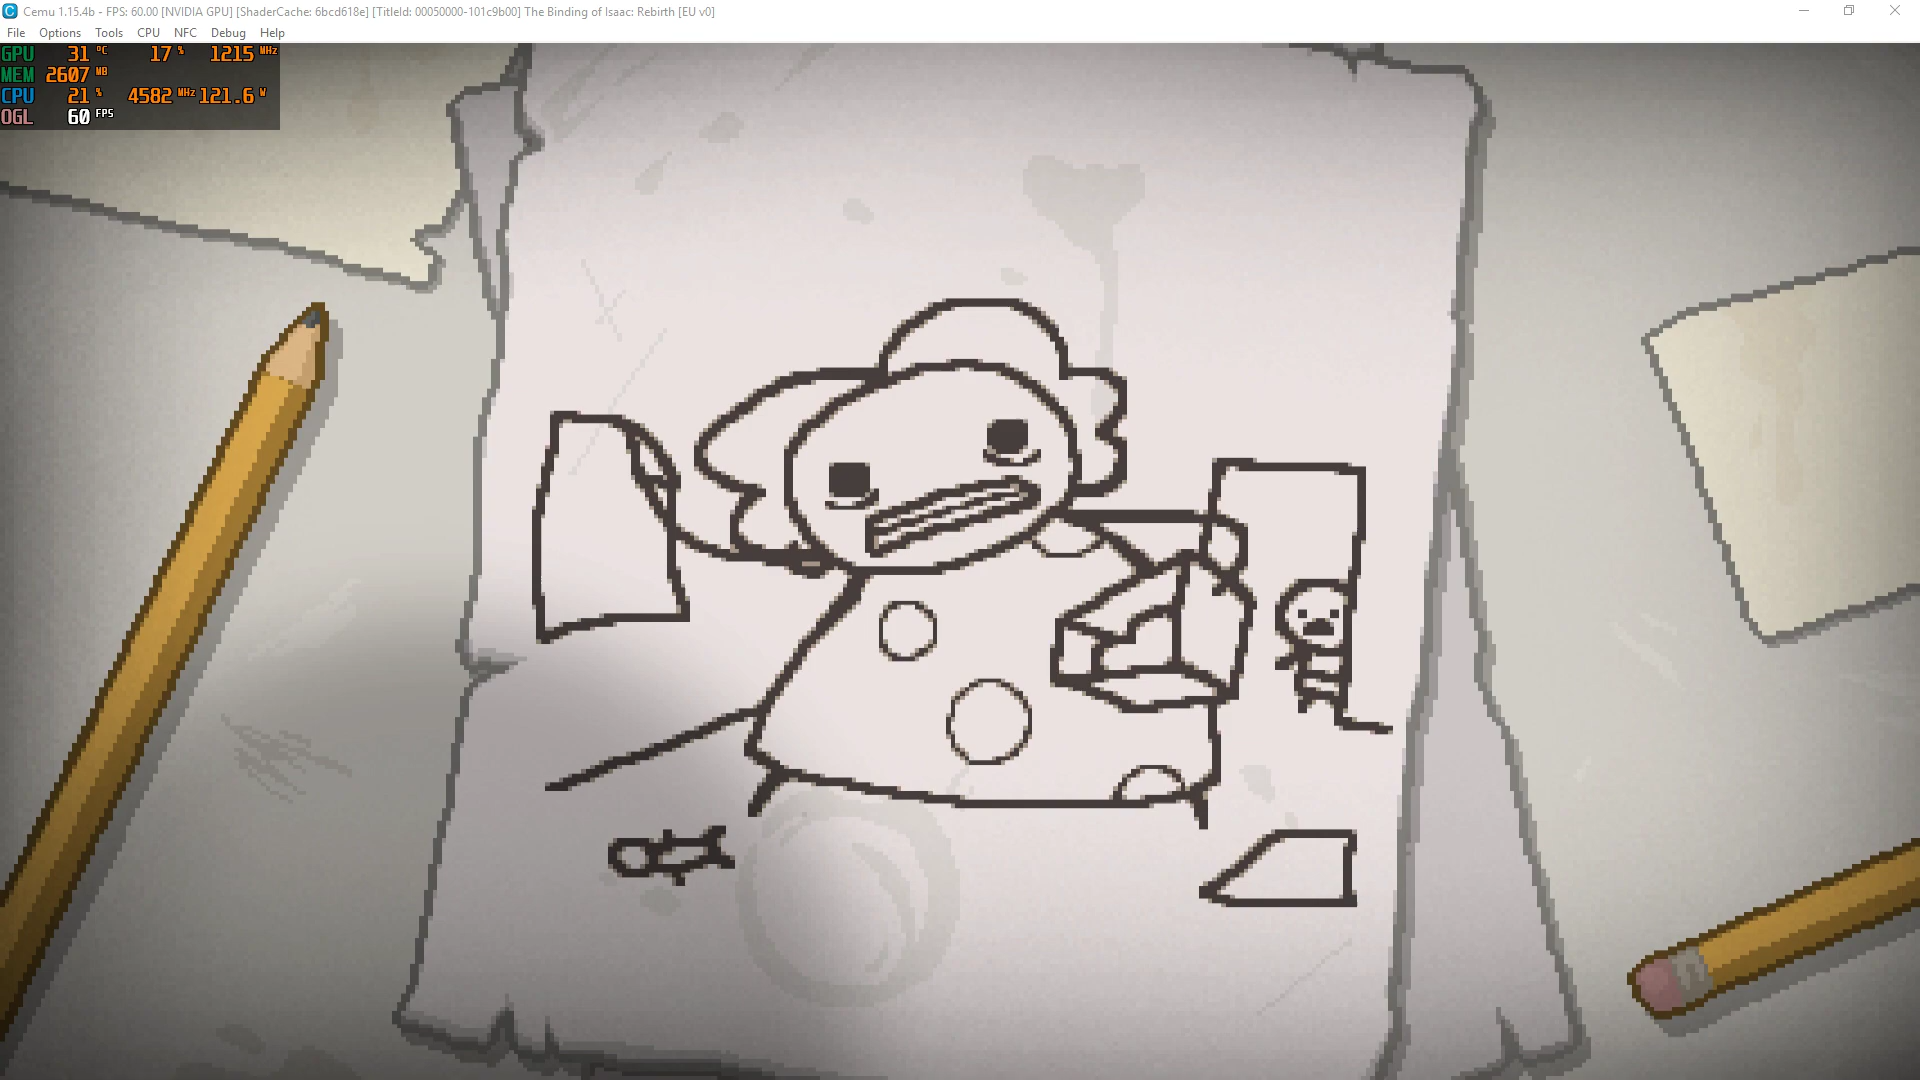 Cemu 1.15.4b - FPS: 60.00 [NVIDIA GPU] [ShaderCache: 6bcd618e] [TitleId: 00050000-101c9b00] The Binding of Isaac: Rebirth [EU v0]
File Options Tools CPU NFC Debug Help
GPU 31 °C 17 % 1215 MHz
MEM 2607 MB
CPU 21 % 4582 MHz 121.6 W
OGL 60 FPS